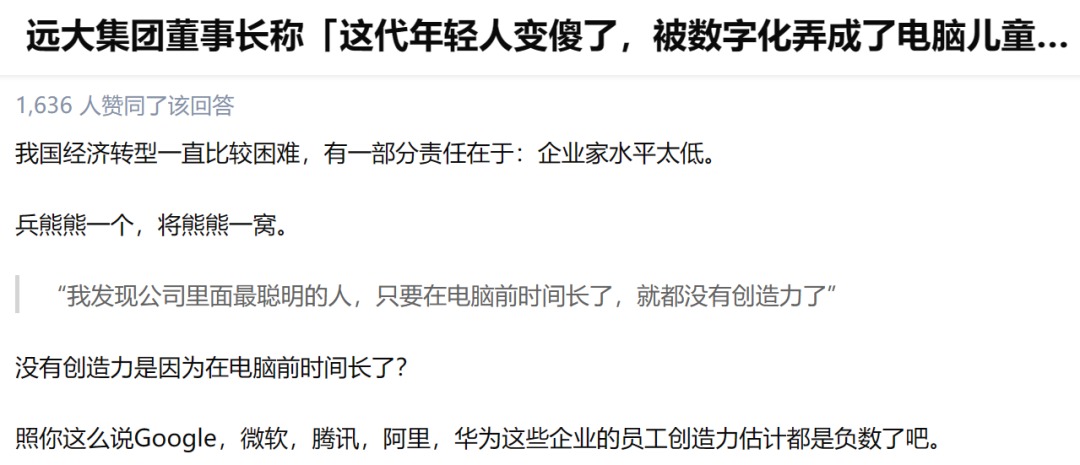 远大集团董事长称「这代年轻人变傻了，被数字化弄成了电脑儿童...
1,636 人赞同了该回答
我国经济转型一直比较困难，有一部分责任在于：企业家水平太低。
兵熊熊一个，将熊熊一窝。
“我发现公司里面最聪明的人，只要在电脑前时间长了，就都没有创造力了”
没有创造力是因为在电脑前时间长了？
照你这么说Google，微软，腾讯，阿里，华为这些企业的员工创造力估计都是负数了吧。